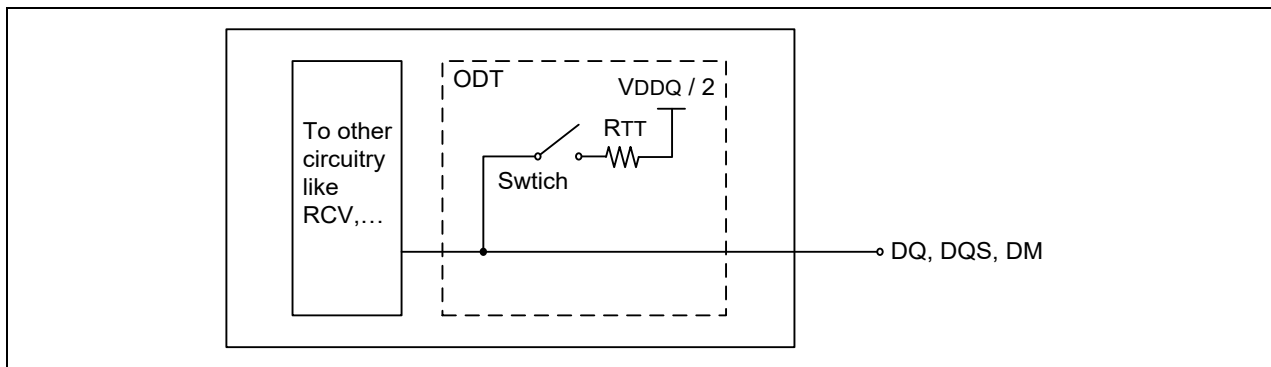 ODT
VDDQ / 2
RTT
To other
circuitry
like
RCV,…
Swtich
DQ, DQS, DM